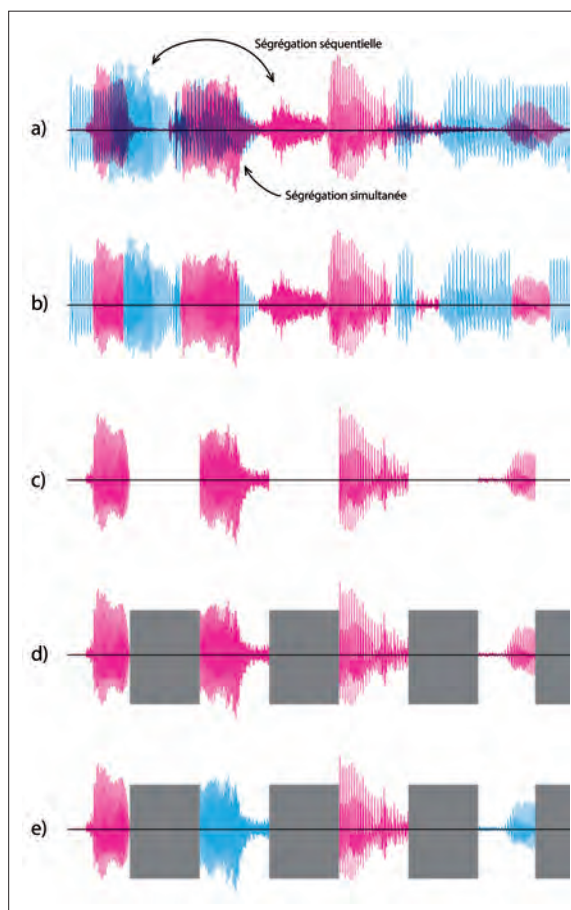 Ségrégation séquentielle
a)
Ségrégation simultanée
b)
c)
d)
e)